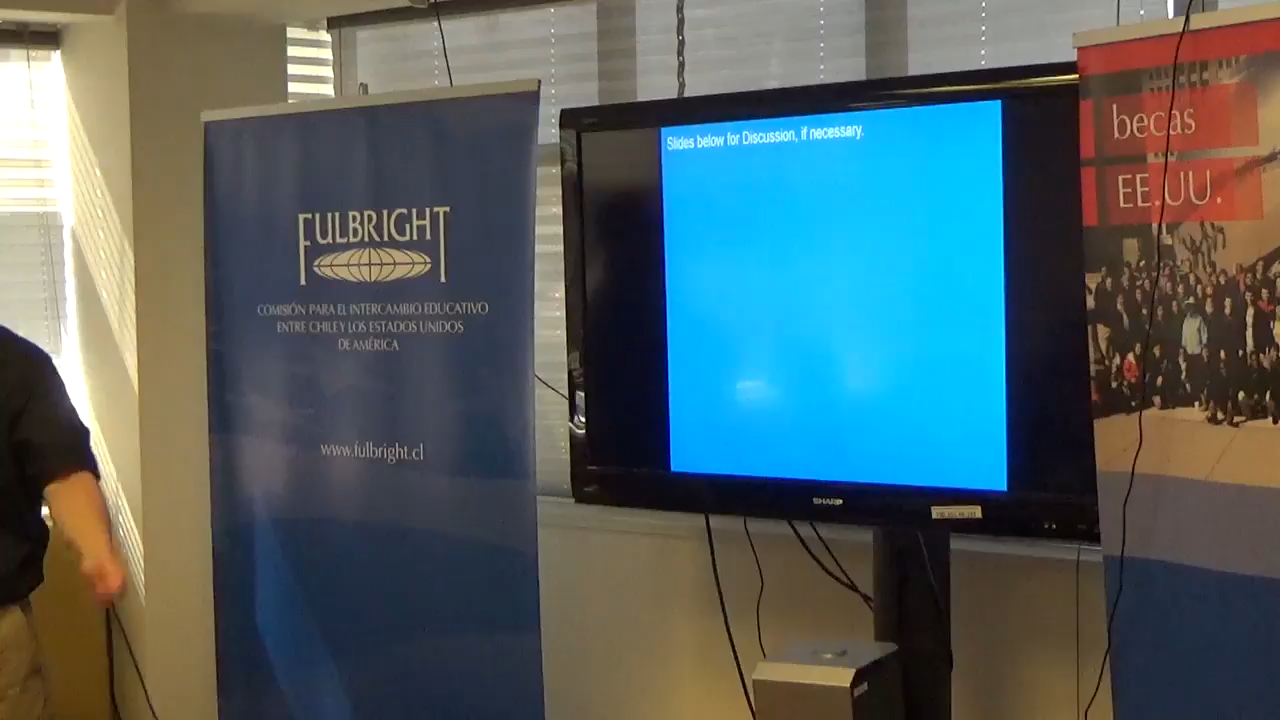 FULBRIGHT
COMISIÓN PARA EL INTERCAMBIO EDUCATIVO
ENTRE CHILE Y LOS ESTADOS UNIDOS
DE AMÉRICA
www.fulbright.cl
Slides below for Discussion, if necessary.
SHARP
becas
EE.UU.